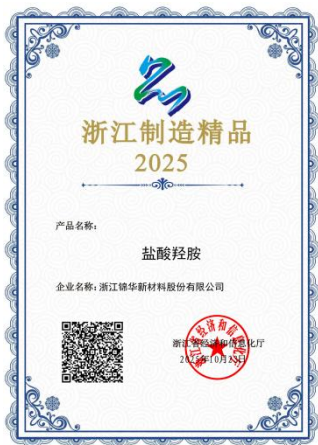 浙江制造精品
2025
产品名称：
盐酸羟胺
企业名称：浙江锦华新材料股份有限公司
浙江省经济和信息化厅
2025年10月23日